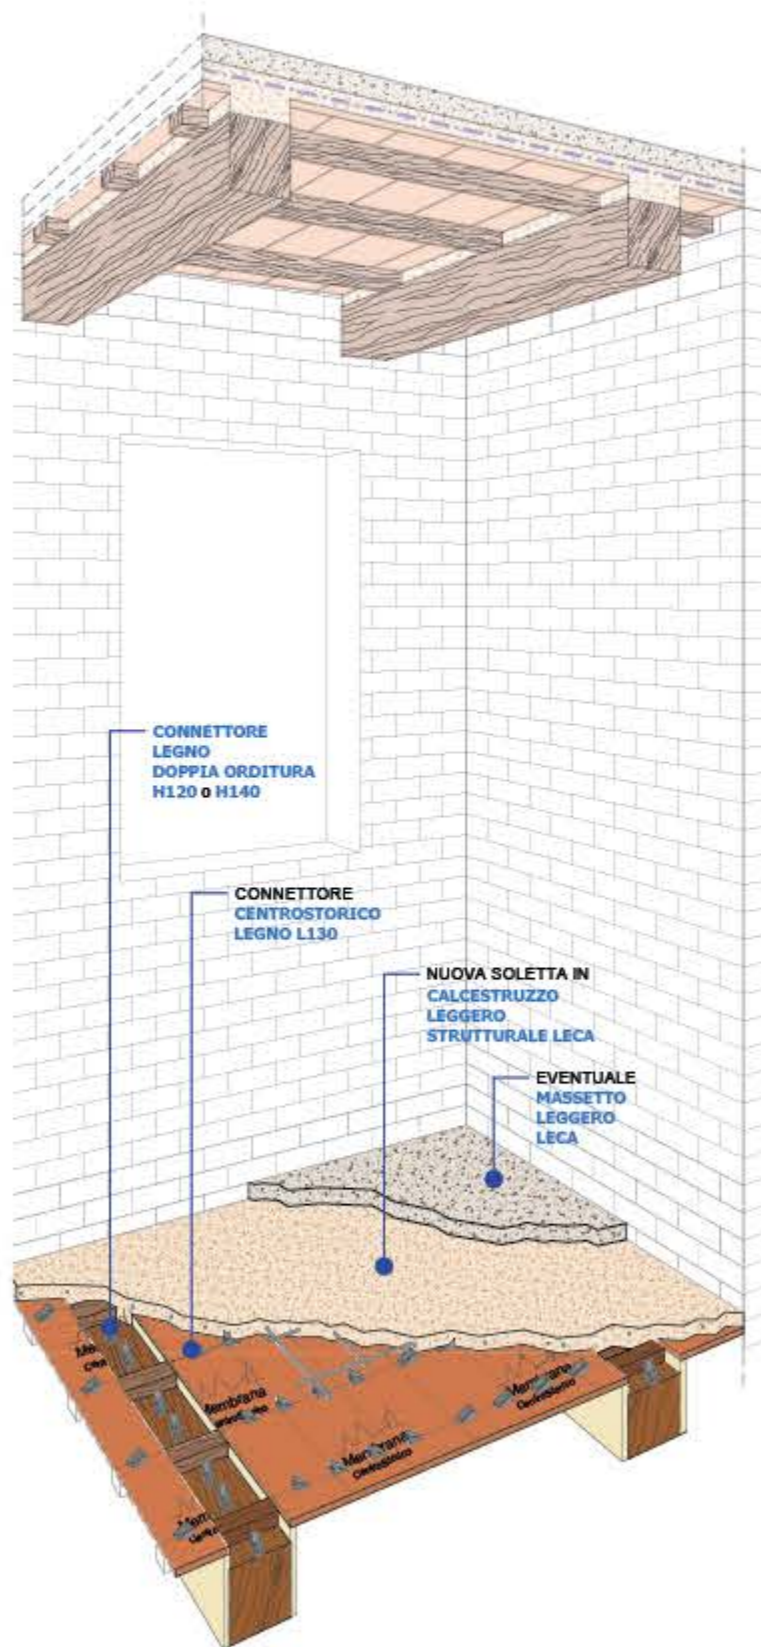 CONNETTORE
LEGNO
DOPPIA ORDITURA
H120 o H140
CONNETTORE
CENTROSTORICO
LEGNO L130
NUOVA SOLETTA IN
CALCESTRUZZO
LEGGERO
STRUTTURALE LECA
EVENTUALE
MASSETTO
LEGGERO
LECA
Membrana
Membrana
Centrostorico
Membrana
Centrostorico